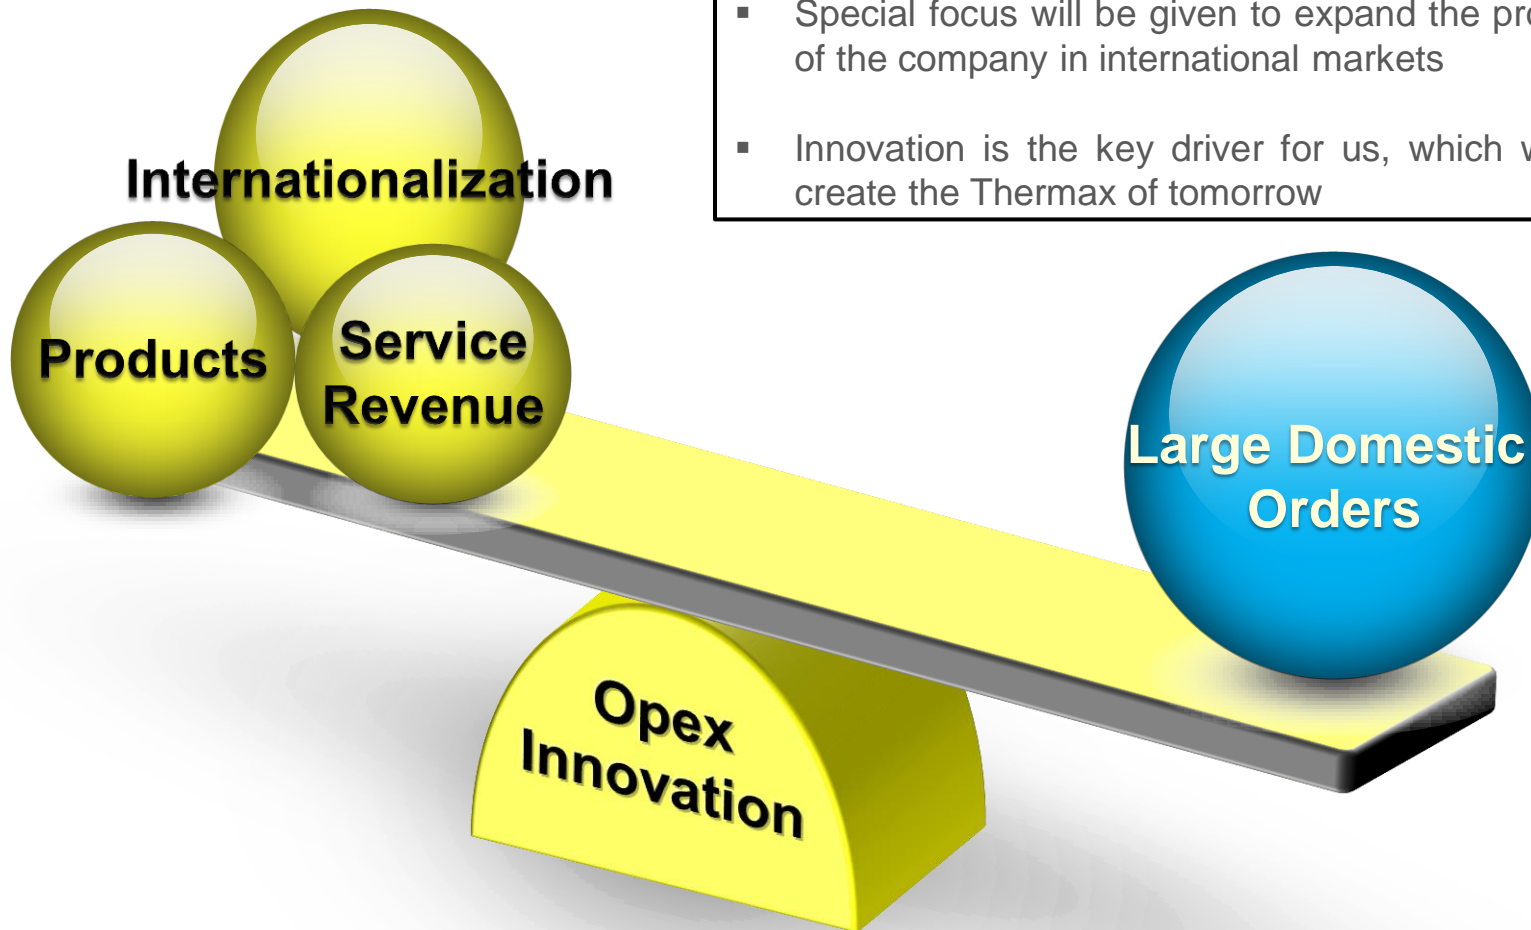 ▪ Special focus will be given to expand the
of the company in international markets
▪ Innovation is the key driver for us, which
create the Thermax of tomorrow
Internationalization
Products
Service
Revenue
Large Domestic
Orders
Opex
Innovation